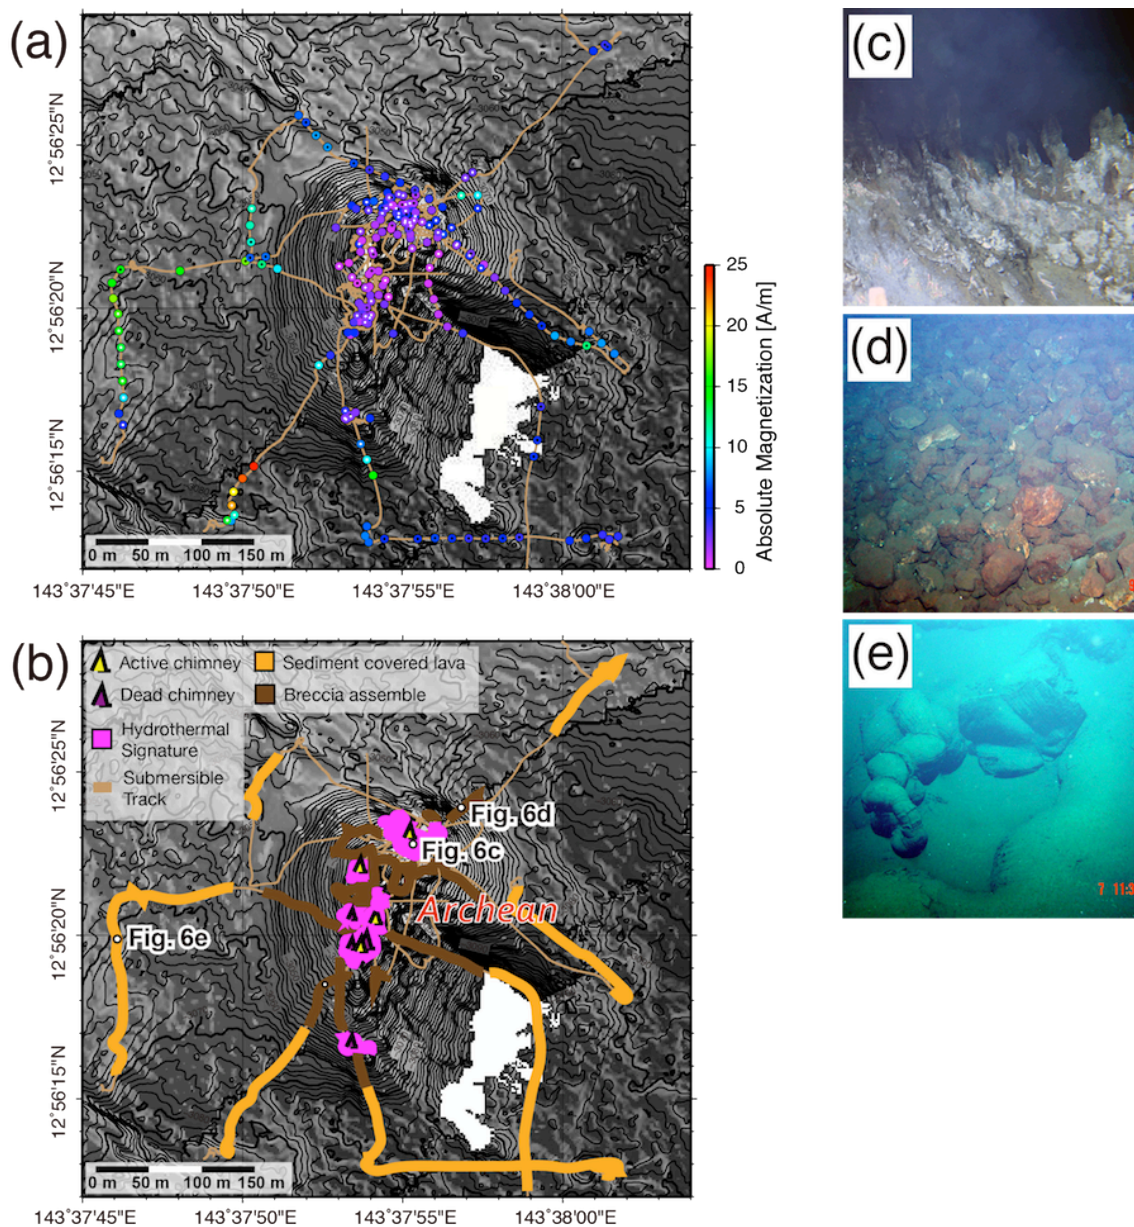 (a)
12˚56'25"N
12˚56'20"N
12˚56'15"N
0 m 50 m 100 m 150 m
143˚37'45"E 143˚37'50"E 143˚37'55"E 143˚38'00"E
25
20
15
10
5
0
Absolute Magnetization [A/m]
(b)
Active chimney
Sediment covered lava
Dead chimney
Breccia assemble
Hydrothermal
Signature
Submersible
Track
Fig. 6d
Fig. 6c
Archean
Fig. 6e
12˚56'25"N
12˚56'20"N
12˚56'15"N
0 m 50 m 100 m 150 m
143˚37'45"E 143˚37'50"E 143˚37'55"E 143˚38'00"E
(c)
(d)
(e)
7 11:3